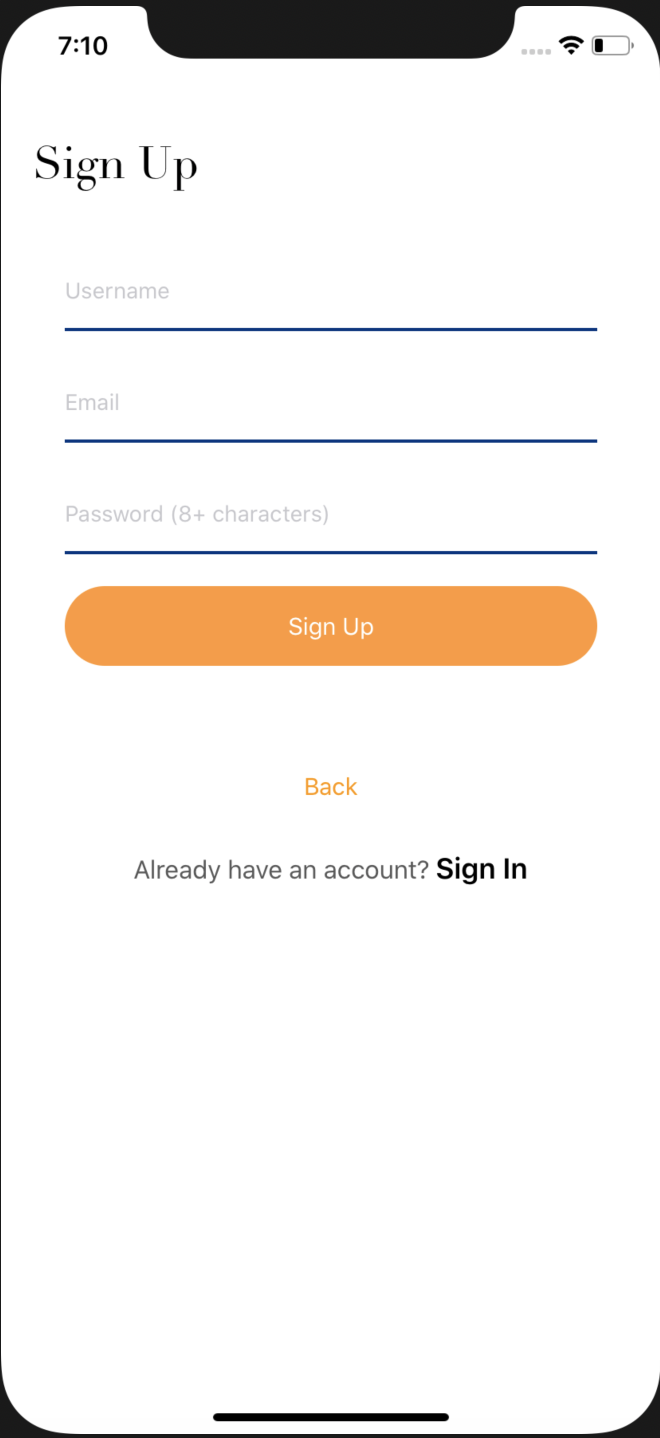 7:10
Sign Up
Username
Email
Password (8+ characters)
Sign Up
Back
Already have an account? Sign In